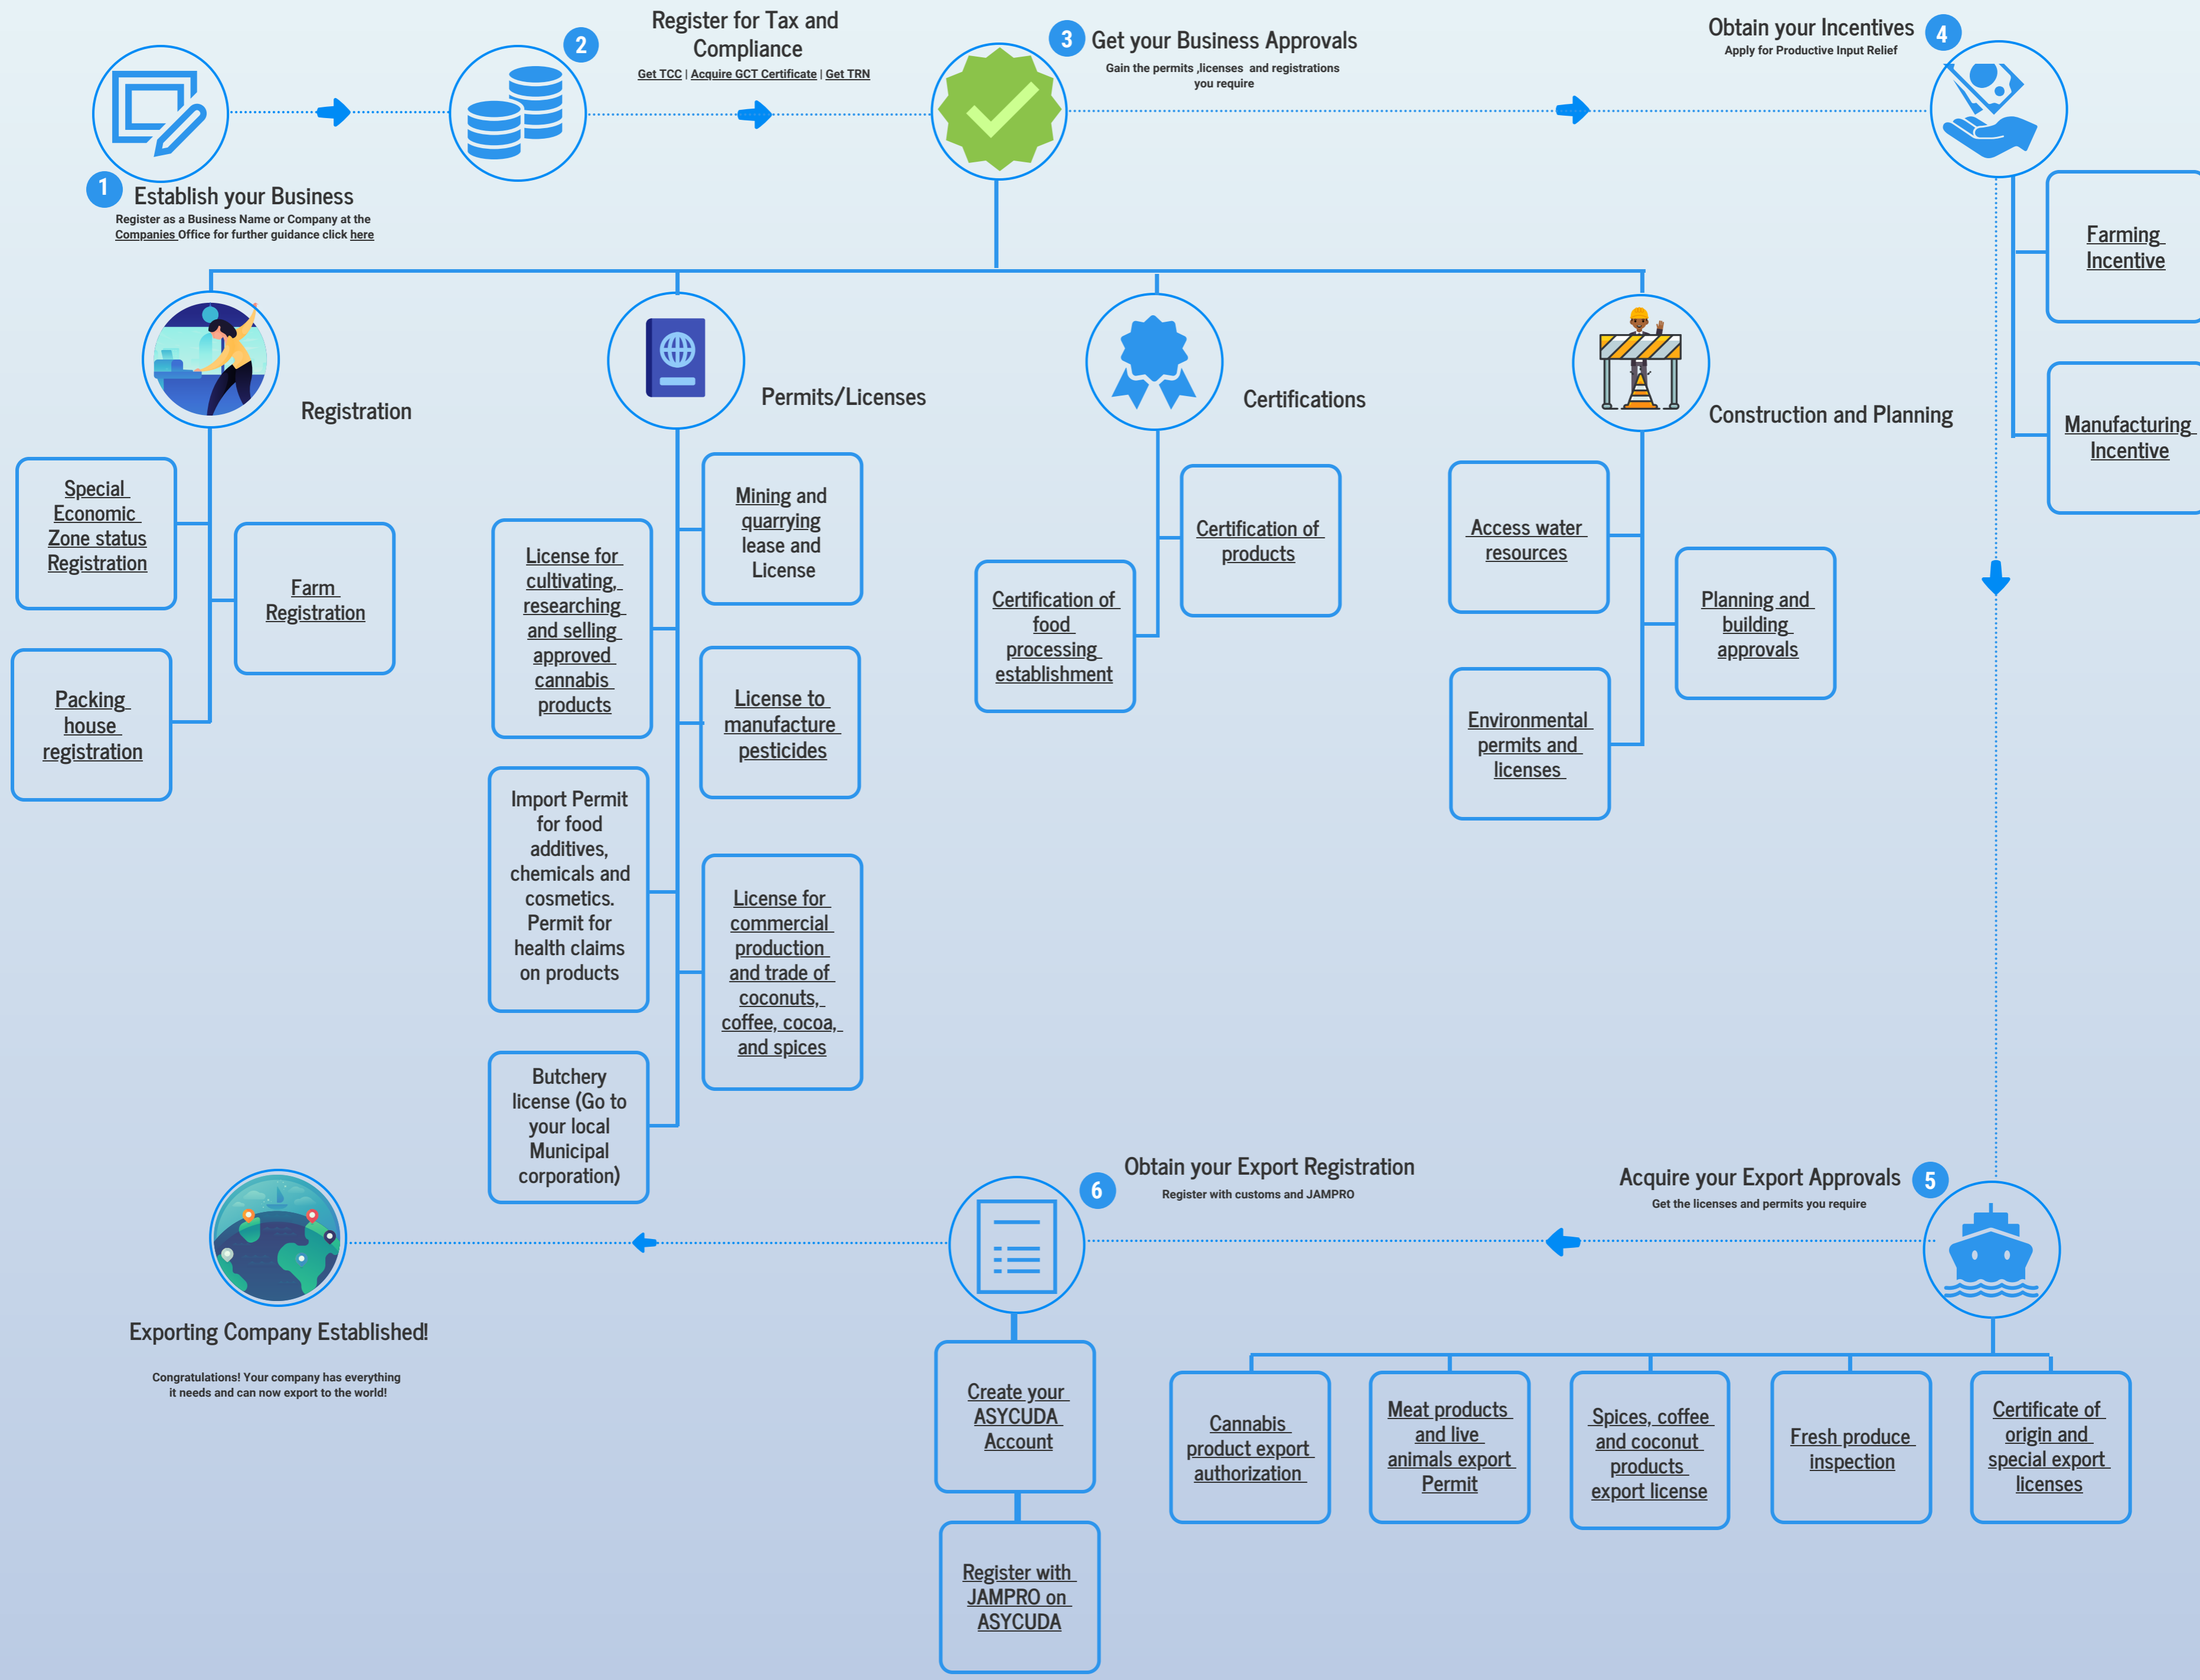 1
Establish your Business
Register as a Business Name or Company at the
Companies Office for further guidance click here
2
Register for Tax and
Compliance
Get TCC | Acquire GCT Certificate | Get TRN
3
Get your Business Approvals
Gain the permits ,licenses and registrations
you require
Obtain your Incentives
4
Apply for Productive Input Relief
Farming
Incentive
Manufacturing
Incentive
Registration
Special
Economic
Zone status
Registration
Farm
Registration
Packing
house
registration
Permits/Licenses
Mining and
quarrying
lease and
License
License for
cultivating,
researching
and selling
approved
cannabis
products
License to
manufacture
pesticides
Import Permit
for food
additives,
chemicals and
cosmetics.
Permit for
health claims
on products
License for
commercial
production
and trade of
coconuts,
coffee, cocoa,
and spices
Butchery
license (Go to
your local
Municipal
corporation)
Certifications
Certification of
products
Certification of
food
processing
establishment
Construction and Planning
Access water
resources
Planning and
building
approvals
Environmental
permits and
licenses
Acquire your Export Approvals
5
Get the licenses and permits you require
Cannabis
product export
authorization
Meat products
and live
animals export
Permit
Spices, coffee
and coconut
products
export license
Fresh produce
inspection
Certificate of
origin and
special export
licenses
6
Obtain your Export Registration
Register with customs and JAMPRO
Create your
ASYCUDA
Account
Register with
JAMPRO on
ASYCUDA
Exporting Company Established!
Congratulations! Your company has everything
it needs and can now export to the world!